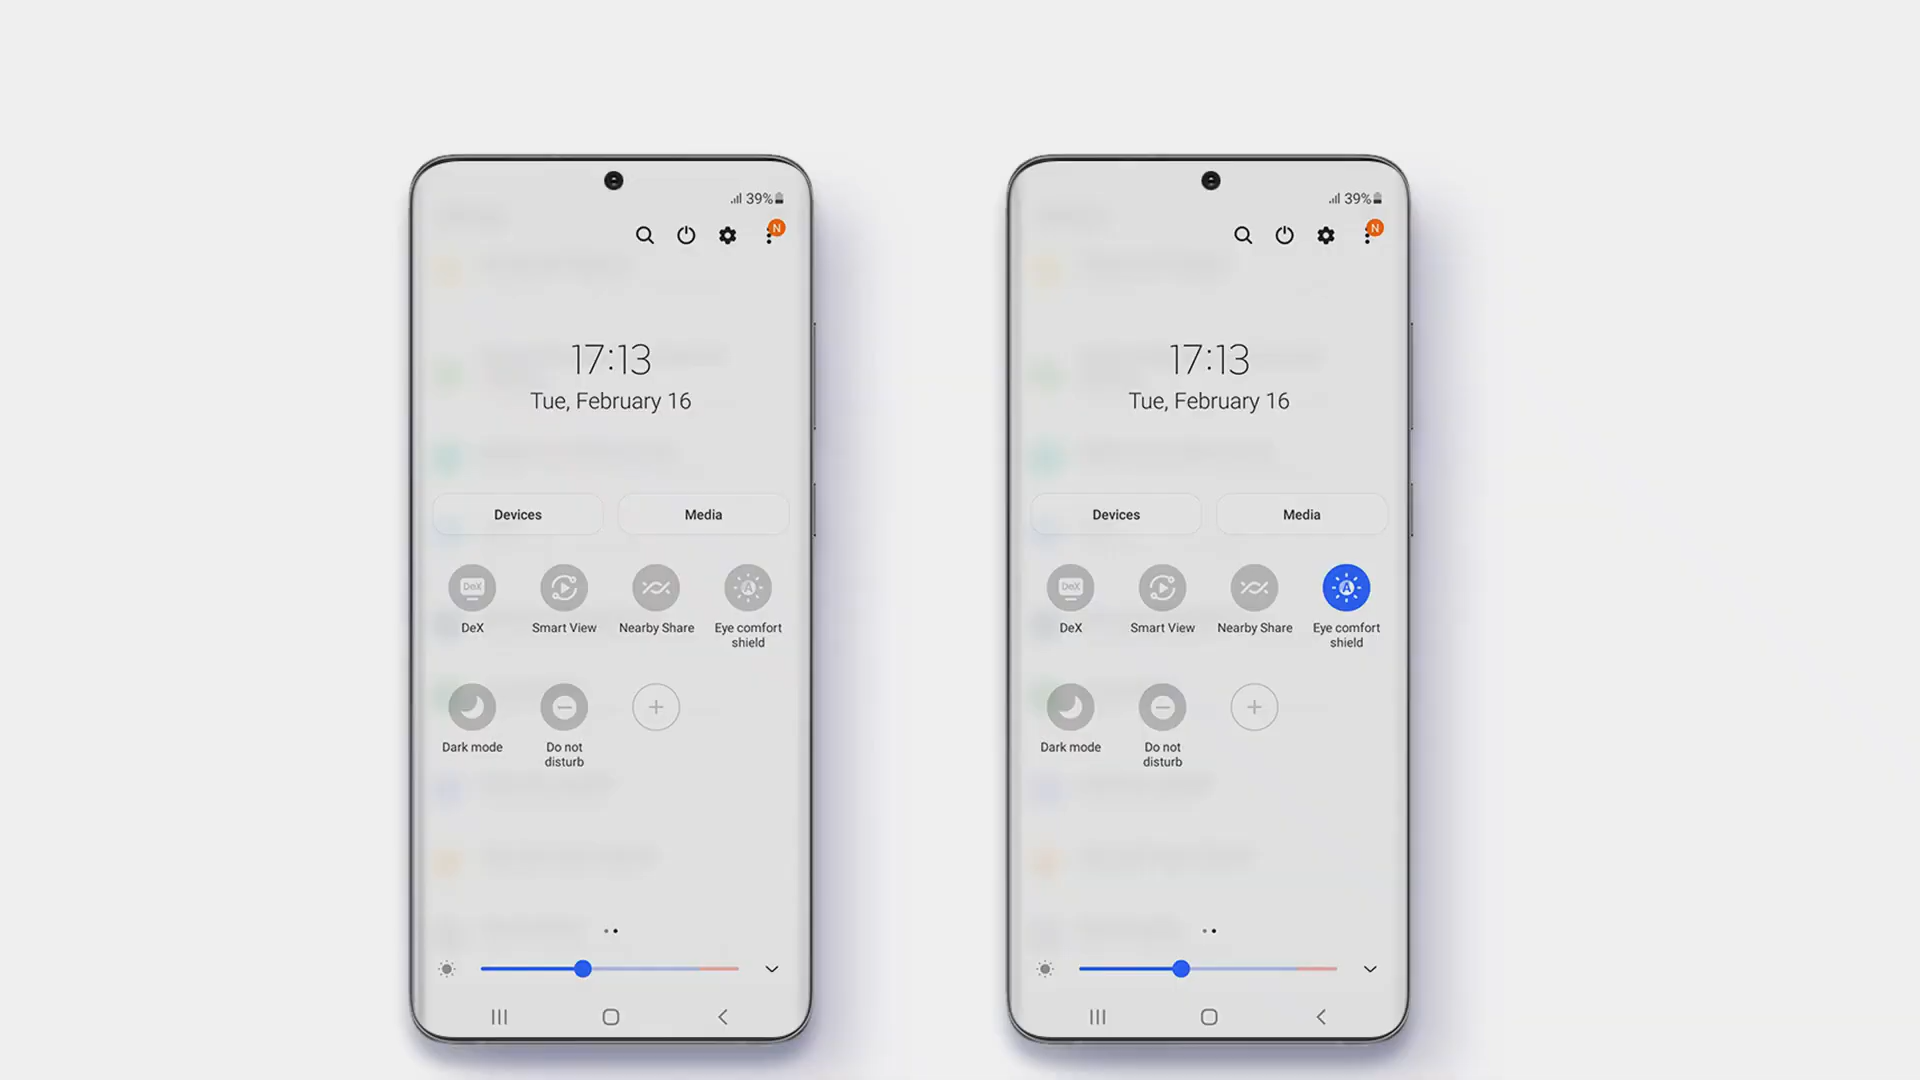 39%
N
17:13
Tue, February 16
Devices
Media
DeX
DeX
Smart View
Nearby Share
A
Eye comfort
shield
Dark mode
Do not
disturb
39%
N
17:13
Tue, February 16
Devices
Media
DeX
DeX
Smart View
Nearby Share
A
Eye comfort
shield
Dark mode
Do not
disturb